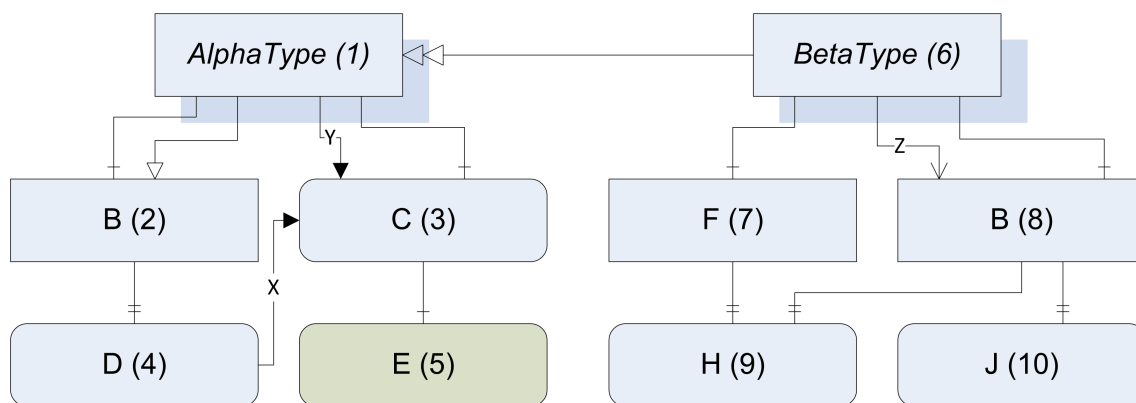 AlphaType (1)
BetaType (6)
Y
Z
B (2)
C (3)
F (7)
B (8)
X
D (4)
E (5)
H (9)
J (10)